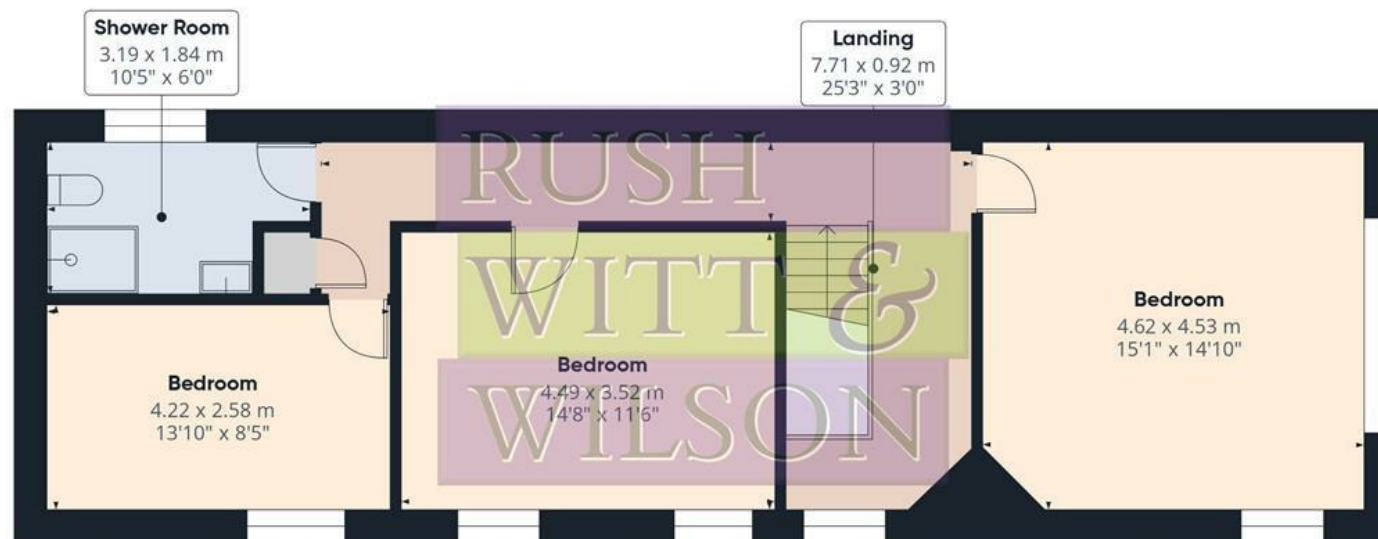 Shower Room
3.19 x 1.84 m
10'5" x 6'0"
Landing
7.71 x 0.92 m
25'3" x 3'0"
RUSH
WITT &
WILSON
Bedroom
4.62 x 4.53 m
15'1" x 14'10"
Bedroom
4.49 x 3.52 m
14'8" x 11'6"
Bedroom
4.22 x 2.58 m
13'10" x 8'5"